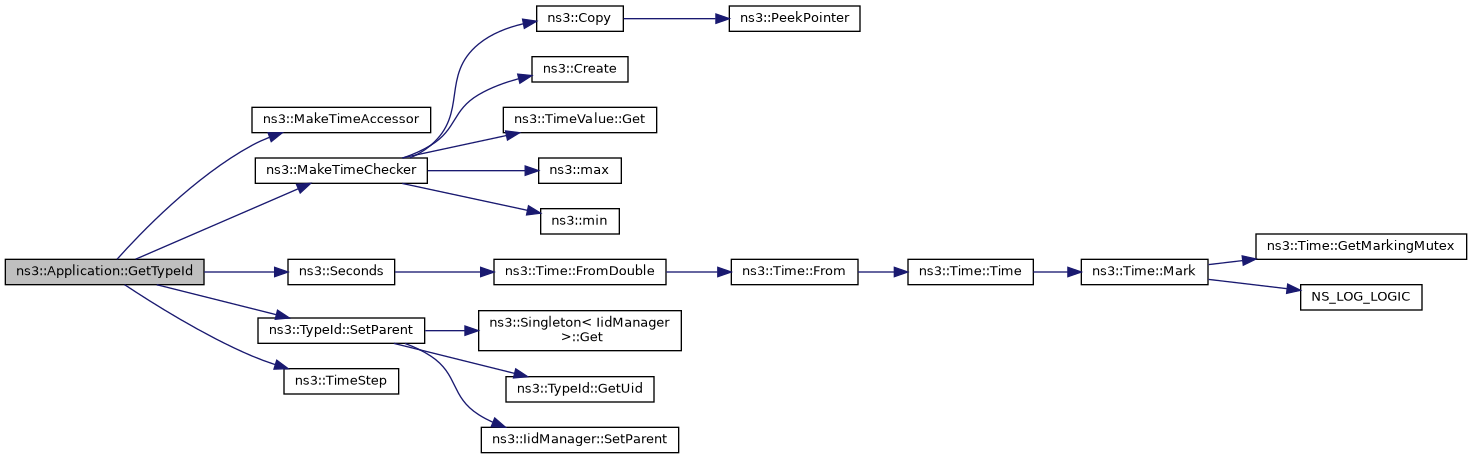 ns3::Copy
ns3::PeekPointer
ns3::Create
ns3::MakeTimeAccessor
ns3::TimeValue::Get
ns3::MakeTimeChecker
ns3::max
ns3::min
ns3::Time::GetMarkingMutex
ns3::Application::GetTypeId
ns3::Seconds
ns3::Time::FromDouble
ns3::Time::From
ns3::Time::Time
ns3::Time::Mark
NS_LOG_LOGIC
ns3::TypeId::SetParent
ns3::Singleton< IidManager
>::Get
ns3::TimeStep
ns3::TypeId::GetUid
ns3::IidManager::SetParent